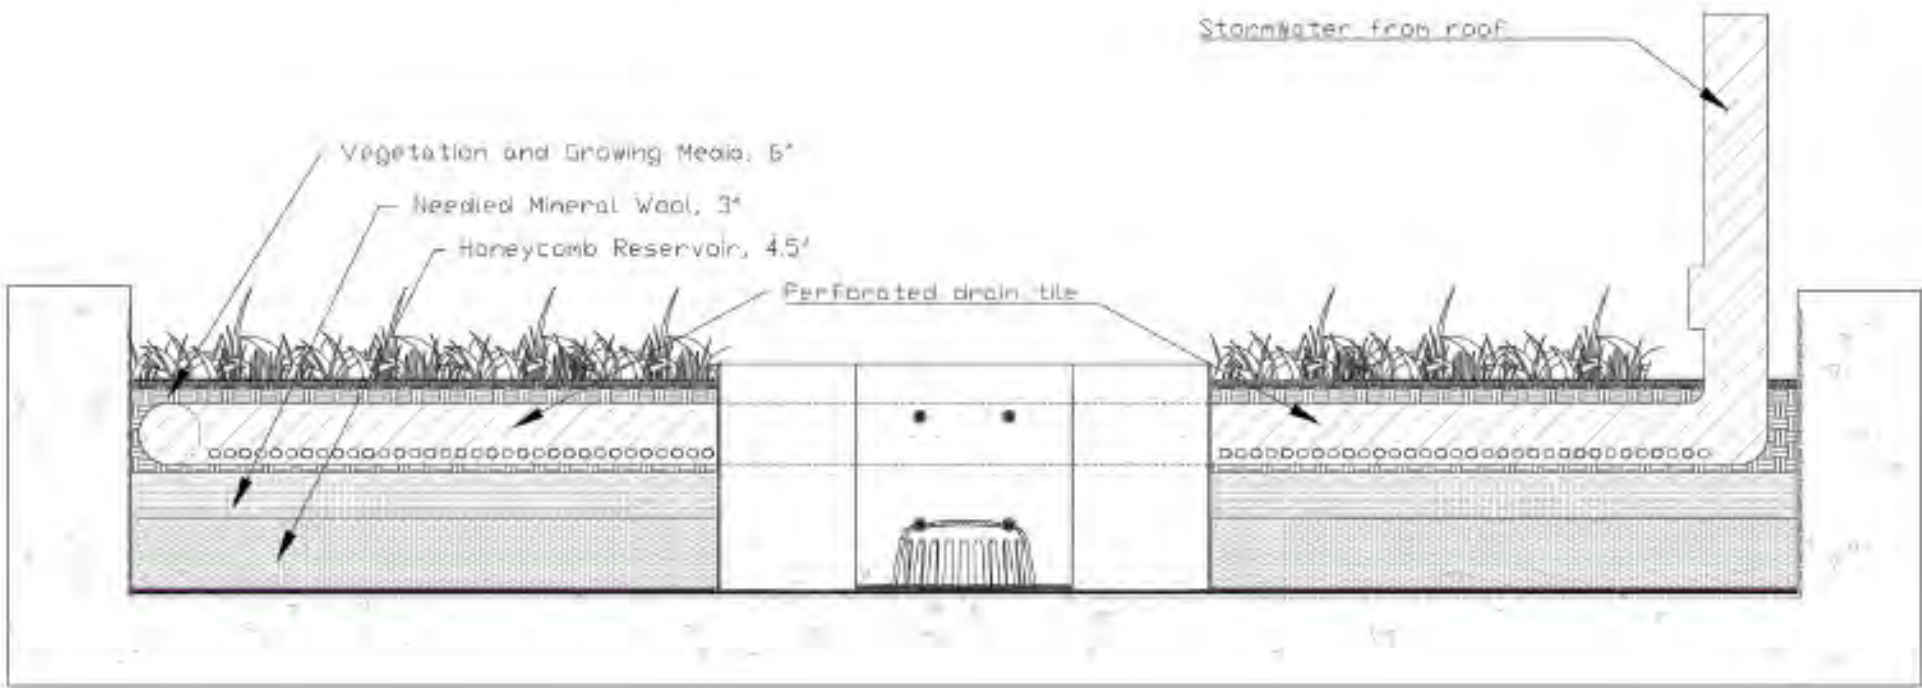 Stormwater from roof
Vegetation and Growing Media, 6"
Needled Mineral Wool, 3"
Honeycomb Reservoir, 4.5"
Perforated drain tile